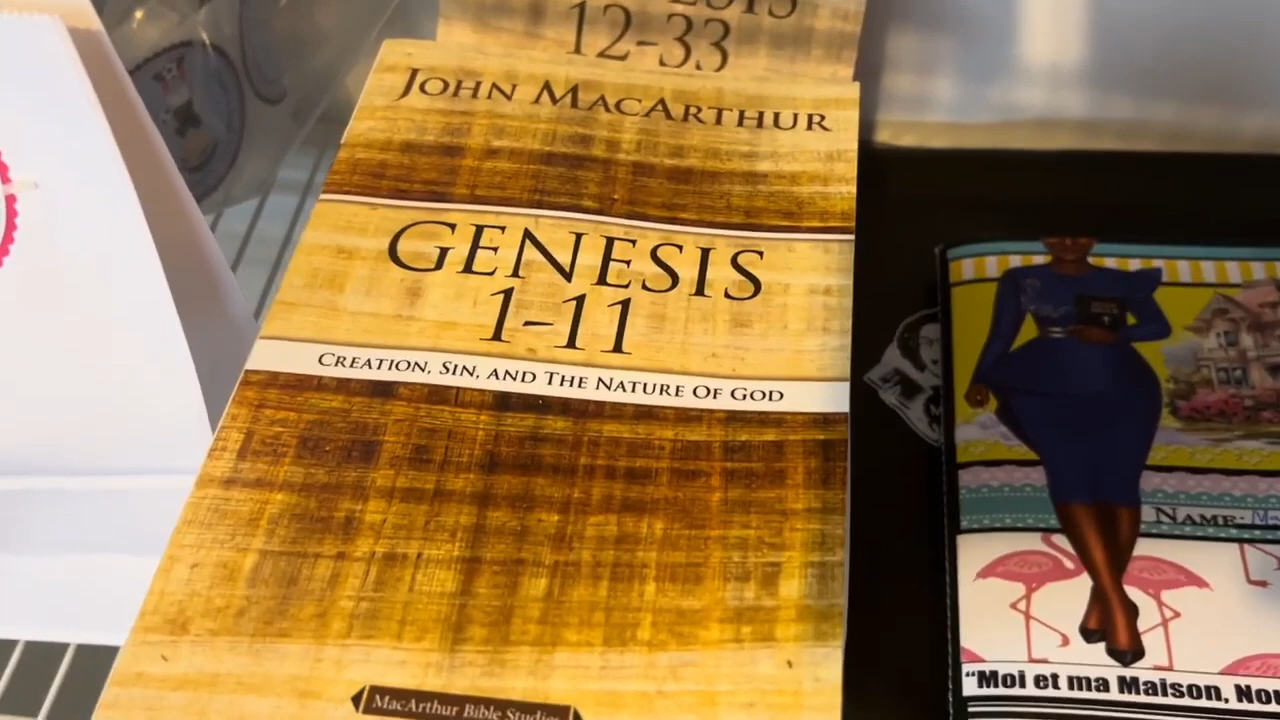 12-33
JOHN MACARTHUR
GENESIS
1-11
CREATION, SIN, AND THE NATURE OF GOD
MacArthur Bible Studies
NAME:
"Moi et ma Maison,